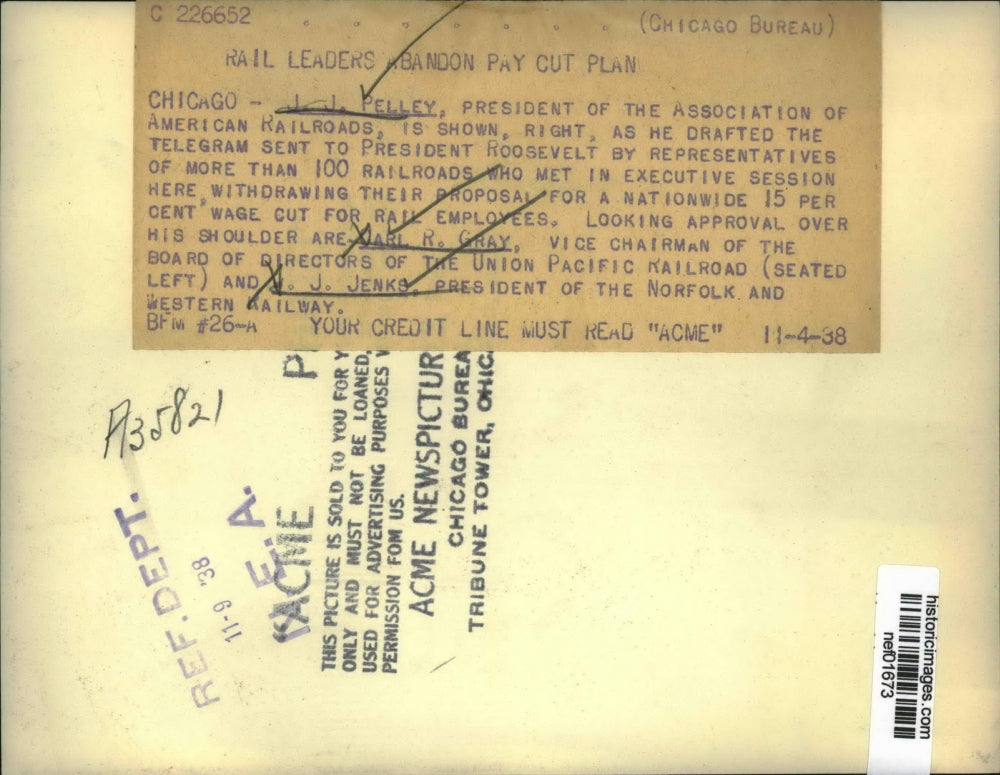 C 226652 . . . . . . . (CHICAGO BUREAU)
RAIL LEADERS ABANDON PAY CUT PLAN
CHICAGO - J. J. PELLEY, PRESIDENT OF THE ASSOCIATION OF
AMERICAN RAILROADS, IS SHOWN, RIGHT, AS HE DRAFTED THE
TELEGRAM SENT TO PRESIDENT ROOSEVELT BY REPRESENTATIVES
OF MORE THAN 100 RAILROADS WHO MET IN EXECUTIVE SESSION
HERE, WITHDRAWING THEIR PROPOSAL FOR A NATIONWIDE 15 PER
CENT WAGE CUT FOR RAIL EMPLOYEES. LOOKING APPROVAL OVER
HIS SHOULDER ARE CARL R. GRAY, VICE CHAIRMAN OF THE
BOARD OF DIRECTORS OF THE UNION PACIFIC RAILROAD (SEATED
LEFT) AND J. JENKS, PRESIDENT OF THE NORFOLK AND
WESTERN RAILWAY.
BFM #26-A YOUR CREDIT LINE MUST READ "ACME" 11-4-38
A35821
REF. DEPT.
11-9 '38
N.E.A.
"ACME
P
THIS PICTURE IS SOLD TO YOU FOR Y
ONLY AND MUST NOT BE LOANED,
USED FOR ADVERTISING PURPOSES
PERMISSION FOM US.
ACME NEWSPICTUR
CHICAGO BUREA
TRIBUNE TOWER, CHIC
historicimages.com
nef01673